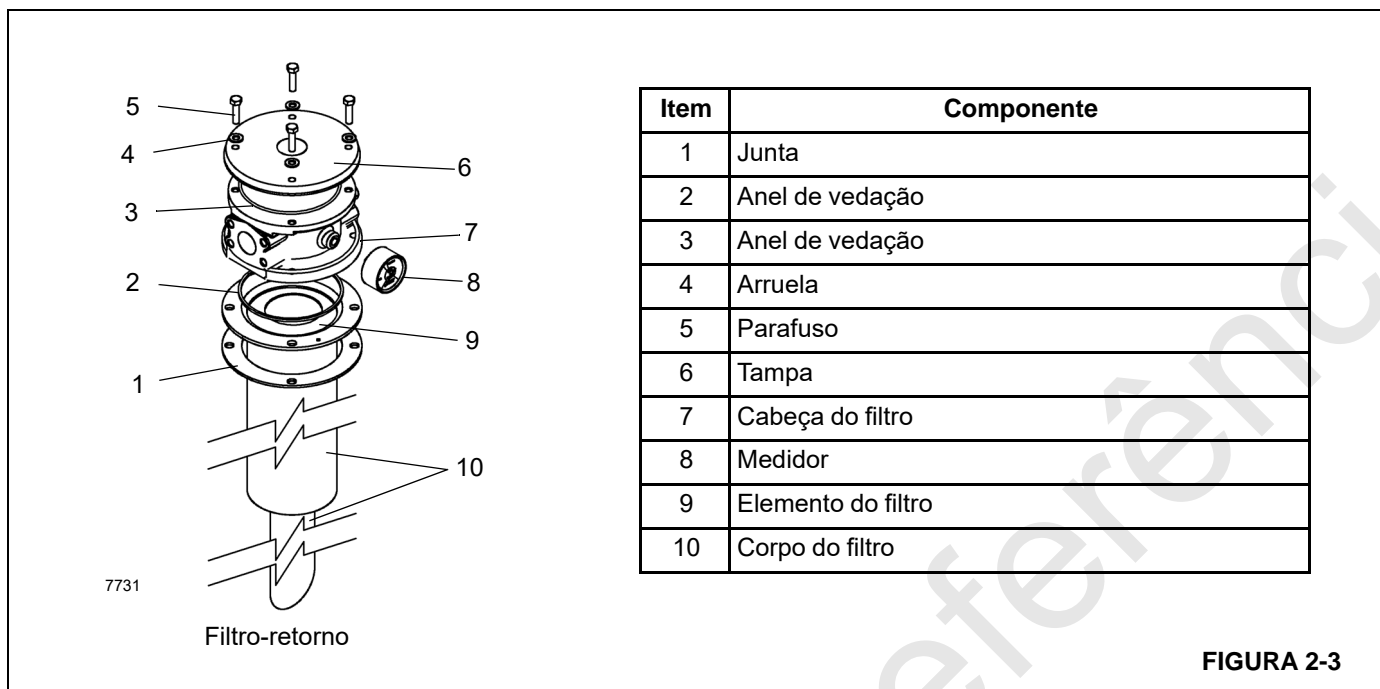 5
4
3
6
7
2
8
9
1
10
7731
Filtro-retorno
Item Componente
1 Junta
2 Anel de vedação
3 Anel de vedação
4 Arruela
5 Parafuso
6 Tampa
7 Cabeça do filtro
8 Medidor
9 Elemento do filtro
10 Corpo do filtro
FIGURA 2-3
ferênci